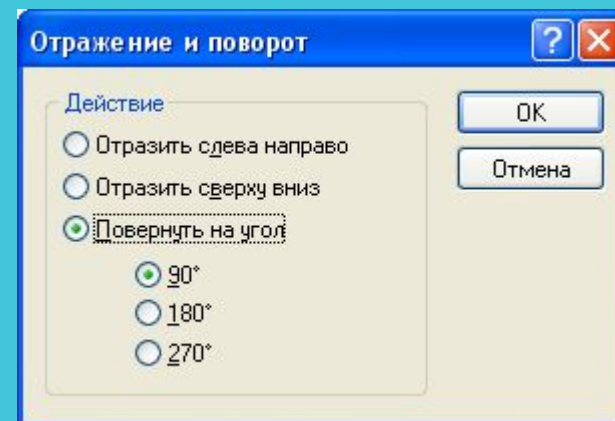 Отражение и поворот
?
Действие
Отразить слева направо
Отразить сверху вниз
Повернуть на угол
90°
180°
270°
OK
Отмена